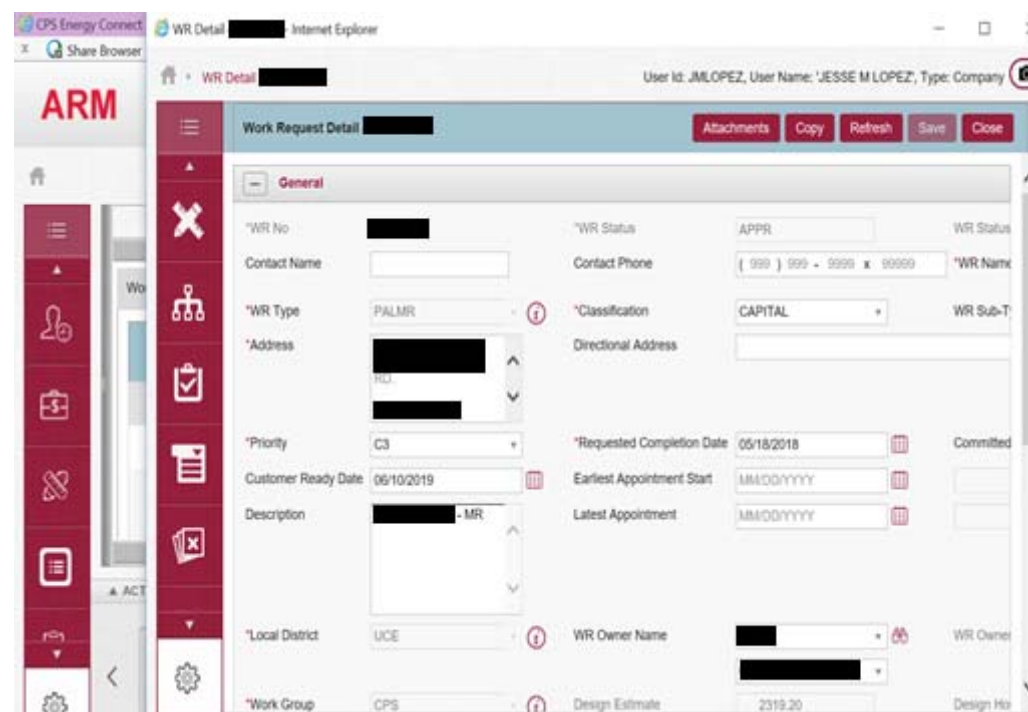 CPS Energy Connect
WR Detail - Internet Explorer
x Share Browser
WR Detail
User Id: JMLOPEZ, User Name: 'JESSE M LOPEZ', Type: Company
ARM
Work Request Detail
Attachments Copy Refresh Save Close
General
*WR No *WR Status APPR WR Status
Contact Name Contact Phone ( 999 ) 999 - 9999 x 99999 *WR Name
Wo
*WR Type PALMR *Classification CAPITAL WR Sub-T
*Address RD. Directional Address
*Priority C3 *Requested Completion Date 05/18/2018 Committed
Customer Ready Date 06/10/2019 Earliest Appointment Start MM/DD/YYYY
Description - MR Latest Appointment MM/DD/YYYY
ACT
*Local District UCE WR Owner Name WR Owner
*Work Group CPS Design Estimate 2319.20 Design Ho